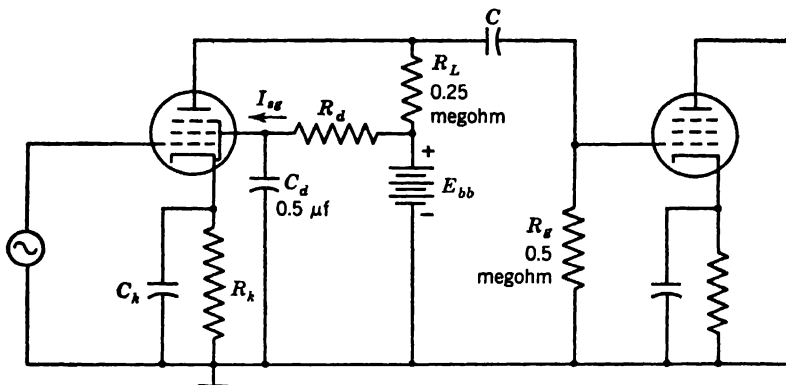 C
R_L
0.25
megohm
I_sg
R_d
+
C_d
0.5 μf
E_bb
−
R_g
0.5
megohm
C_k
R_k